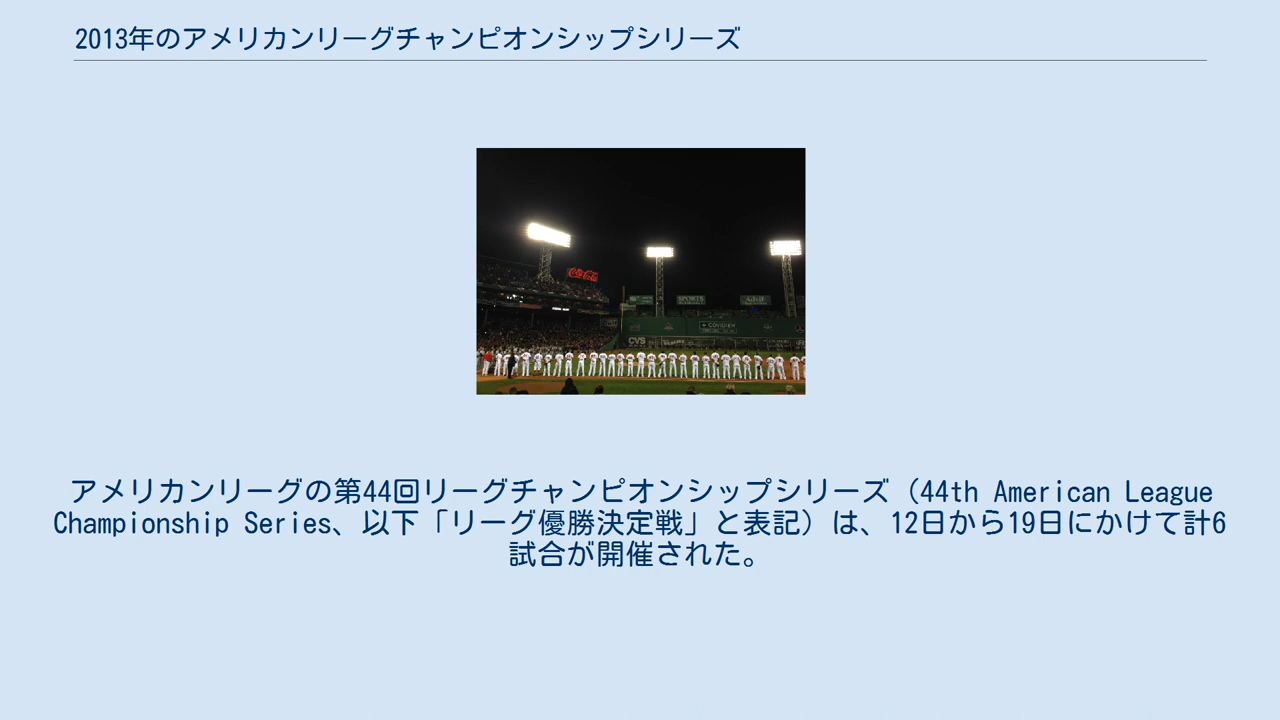 2013年のアメリカンリーグチャンピオンシップシリーズ
Coca-Cola
SPORTS
COVIDIEN
CVS
アメリカンリーグの第44回リーグチャンピオンシップシリーズ（44th American League
Championship Series、以下「リーグ優勝決定戦」と表記）は、12日から19日にかけて計6
試合が開催された。